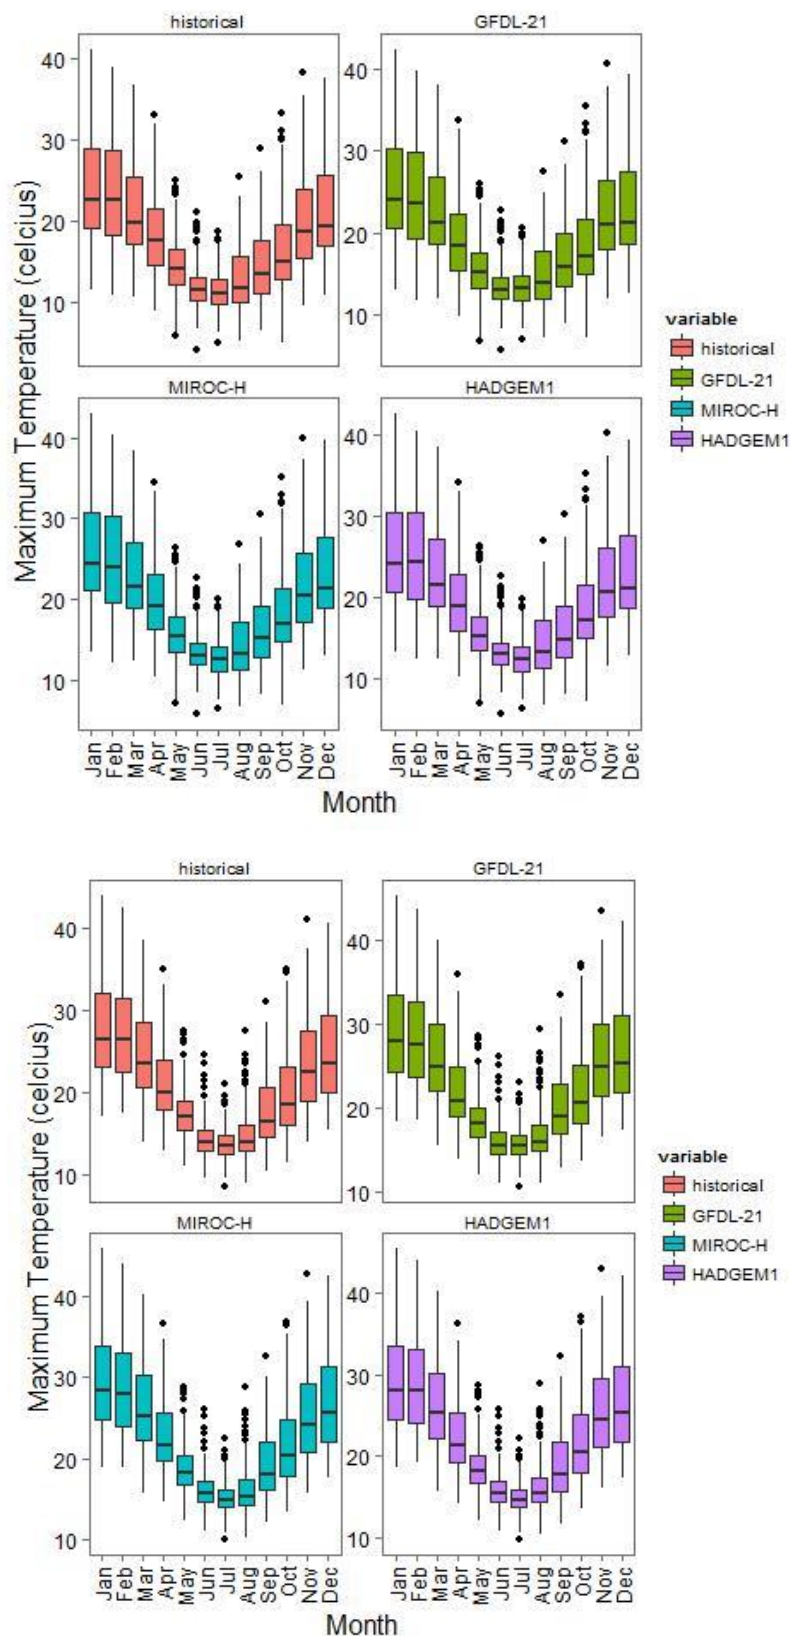 historical
GFDL-21
40
30
20
10
40
30
20
10
Maximum Temperature (celcius)
MIROC-H
HADGEM1
40
30
20
10
40
30
20
10
Jan Feb Mar Apr May Jun Jul Aug Sep Oct Nov Dec
Jan Feb Mar Apr May Jun Jul Aug Sep Oct Nov Dec
Month
variable
historical
GFDL-21
MIROC-H
HADGEM1
historical
GFDL-21
40
30
20
10
40
30
20
10
Maximum Temperature (celcius)
MIROC-H
HADGEM1
40
30
20
10
40
30
20
10
Jan Feb Mar Apr May Jun Jul Aug Sep Oct Nov Dec
Jan Feb Mar Apr May Jun Jul Aug Sep Oct Nov Dec
Month
variable
historical
GFDL-21
MIROC-H
HADGEM1